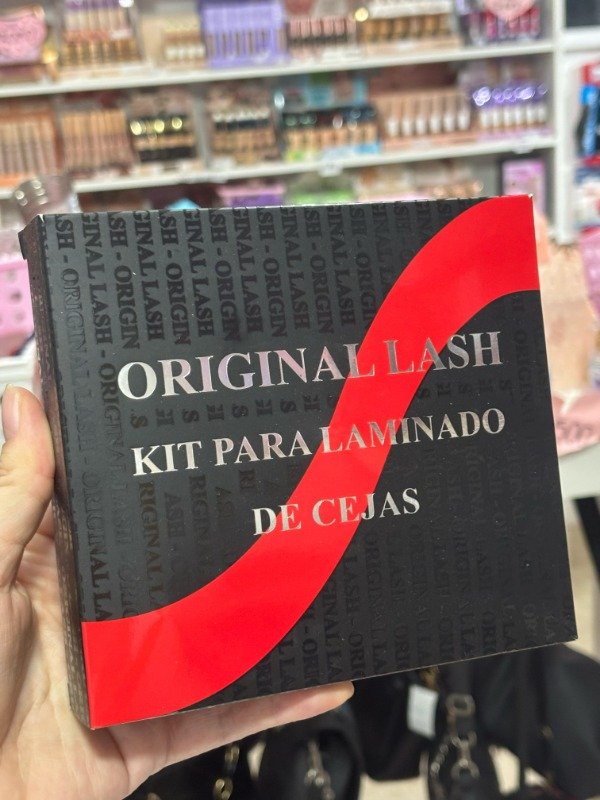 ORIGINAL LASH
KIT PARA LAMINADO
DE CEJAS